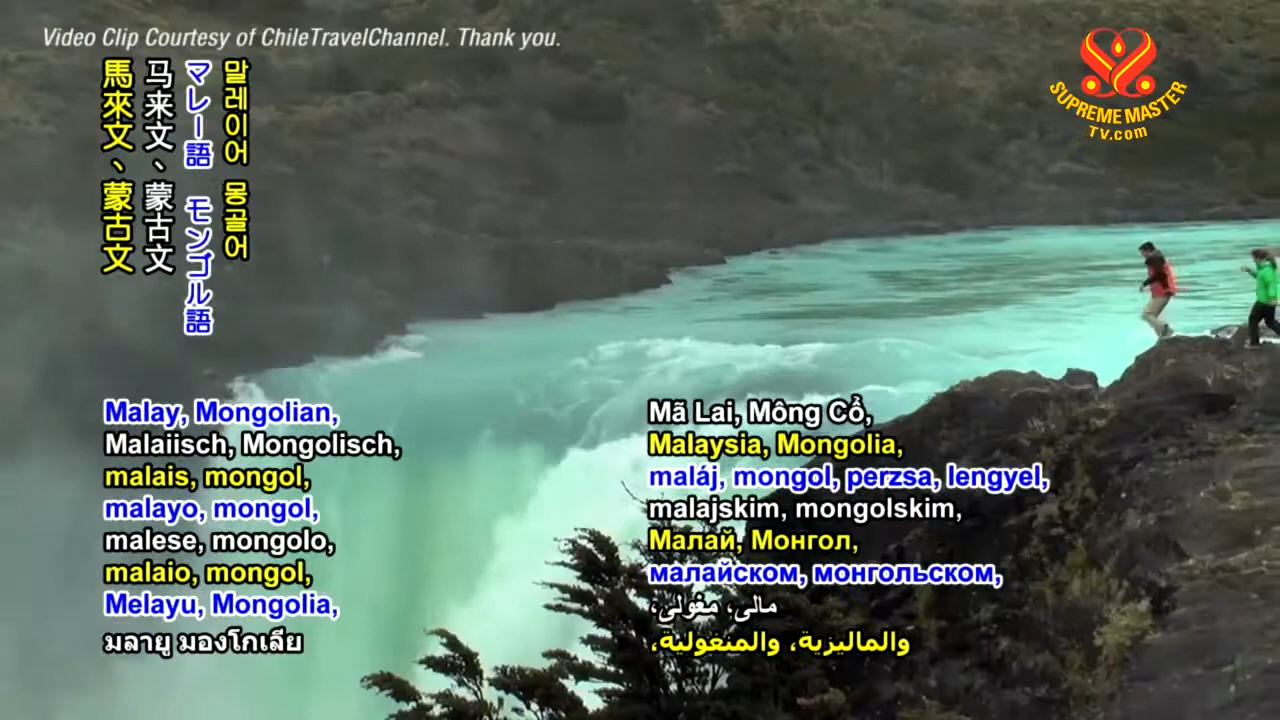 Video Clip Courtesy of ChileTravelChannel. Thank you.
SUPREME MASTER
TV.com
말레이어 몽골어
マレー語 モンゴル語
马来文、蒙古文
馬來文、蒙古文
Malay, Mongolian,
Malaiisch, Mongolisch,
malais, mongol,
malayo, mongol,
malese, mongolo,
malaio, mongol,
Melayu, Mongolia,
มลายู มองโกเลีย
Mã Lai, Mông Cổ,
Malaysia, Mongolia,
maláj, mongol, perzsa, lengyel,
malajskim, mongolskim,
Малай, Монгол,
малайском, монгольском,
مالی، مغولی،
والماليزية، والمنغولية،